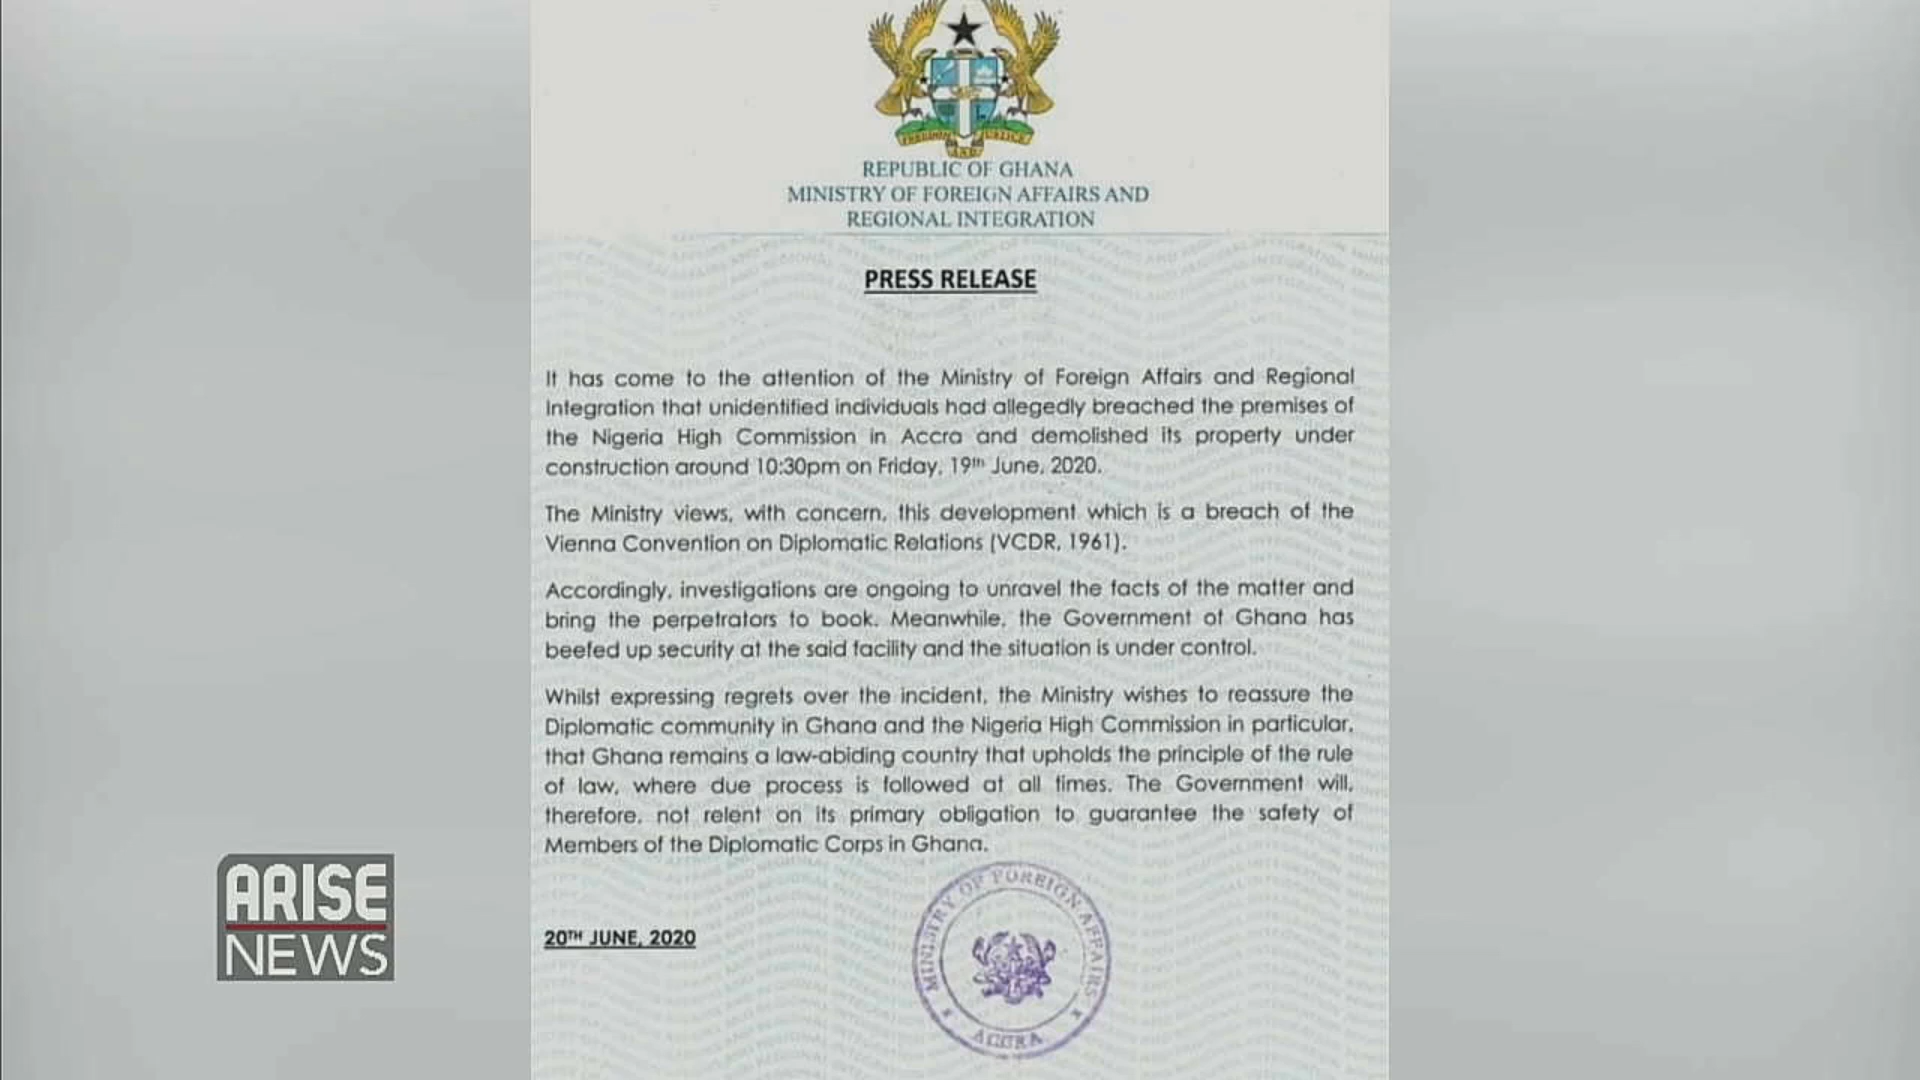 FREEDOM AND JUSTICE
REPUBLIC OF GHANA
MINISTRY OF FOREIGN AFFAIRS AND
REGIONAL INTEGRATION
PRESS RELEASE
It has come to the attention of the Ministry of Foreign Affairs and Regional
Integration that unidentified individuals had allegedly breached the premises of
the Nigeria High Commission in Accra and demolished its property under
construction around 10:30pm on Friday, 19th June, 2020.
The Ministry views, with concern, this development which is a breach of the
Vienna Convention on Diplomatic Relations (VCDR, 1961).
Accordingly, investigations are ongoing to unravel the facts of the matter and
bring the perpetrators to book. Meanwhile, the Government of Ghana has
beefed up security at the said facility and the situation is under control.
Whilst expressing regrets over the incident, the Ministry wishes to reassure the
Diplomatic community in Ghana and the Nigeria High Commission in particular,
that Ghana remains a law-abiding country that upholds the principle of the rule
of law, where due process is followed at all times. The Government will,
therefore, not relent on its primary obligation to guarantee the safety of
Members of the Diplomatic Corps in Ghana.
20TH JUNE, 2020
MINISTRY OF FOREIGN AFFAIRS
ACCRA
ARISE
NEWS